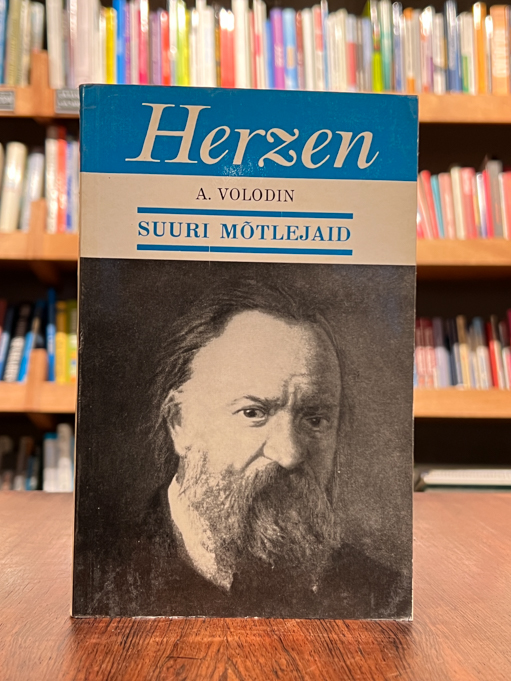 Herzen
A. VOLODIN
SUURI MÕTLEJAID